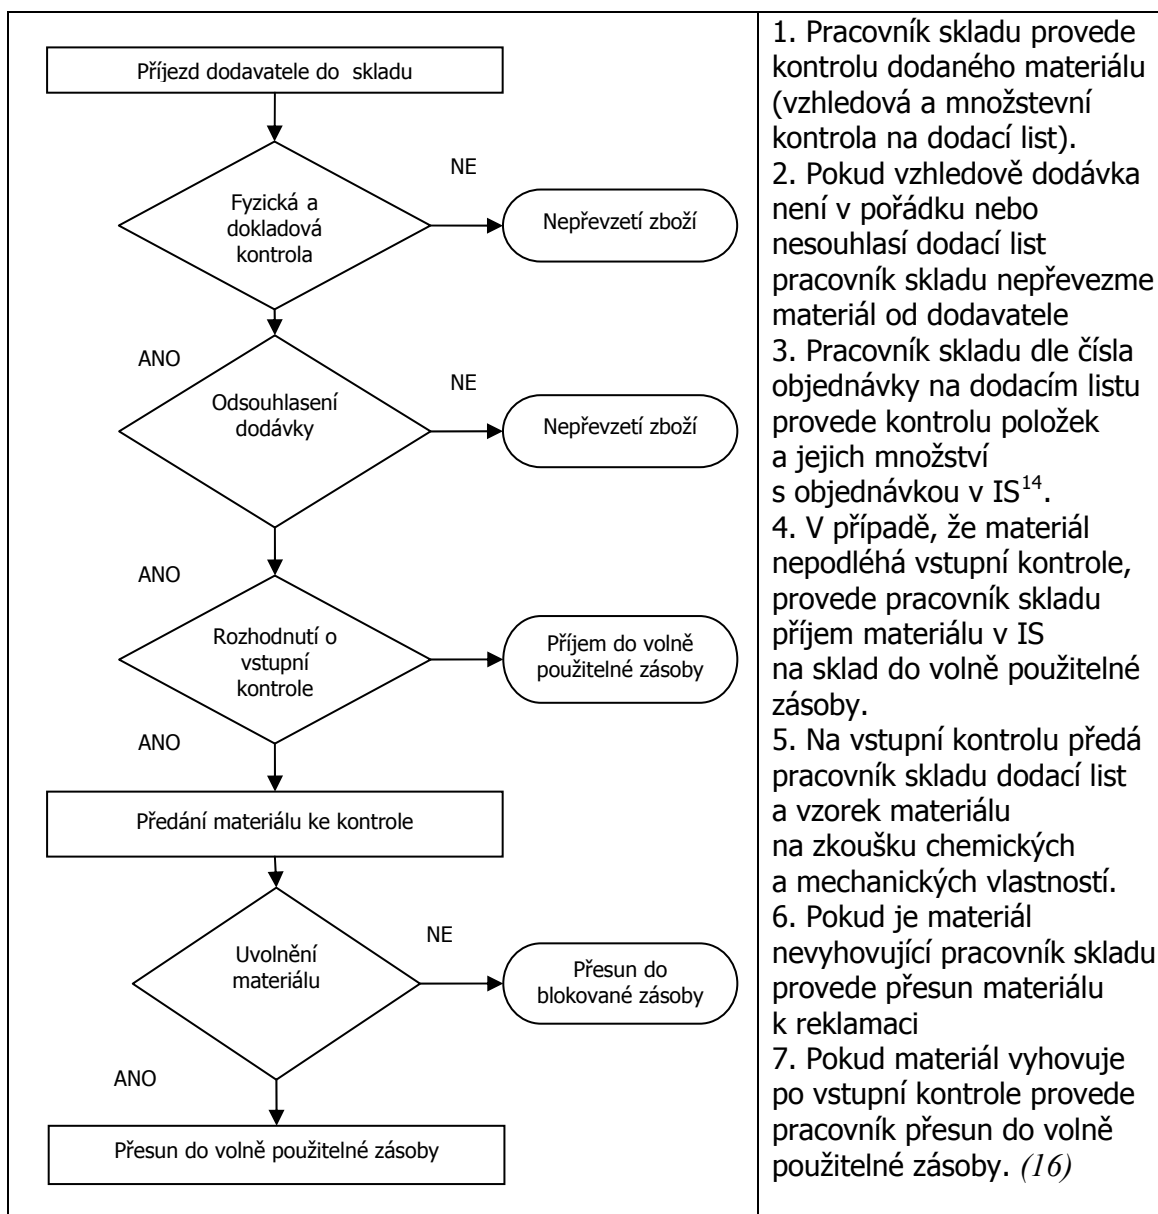 Příjezd dodavatele do skladu
NE
Fyzická a
dokladová
kontrola
Nepřevzetí zboží
ANO
NE
Odsouhlasení
dodávky
Nepřevzetí zboží
ANO
Rozhodnutí o
vstupní
kontrole
Příjem do volně
použitelné zásoby
ANO
Předání materiálu ke kontrole
NE
Uvolnění
materiálu
Přesun do
blokované zásoby
ANO
Přesun do volně použitelné zásoby
1. Pracovník skladu provede
kontrolu dodaného materiálu
(vzhledová a množstevní
kontrola na dodací list).
2. Pokud vzhledově dodávka
není v pořádku nebo
nesouhlasí dodací list
pracovník skladu nepřevezme
materiál od dodavatele
3. Pracovník skladu dle čísla
objednávky na dodacím listu
provede kontrolu položek
a jejich množství
s objednávkou v IS14.
4. V případě, že materiál
nepodléhá vstupní kontrole,
provede pracovník skladu
příjem materiálu v IS
na sklad do volně použitelné
zásoby.
5. Na vstupní kontrolu předá
pracovník skladu dodací list
a vzorek materiálu
na zkoušku chemických
a mechanických vlastností.
6. Pokud je materiál
nevyhovující pracovník skladu
provede přesun materiálu
k reklamaci
7. Pokud materiál vyhovuje
po vstupní kontrole provede
pracovník přesun do volně
použitelné zásoby. (16)